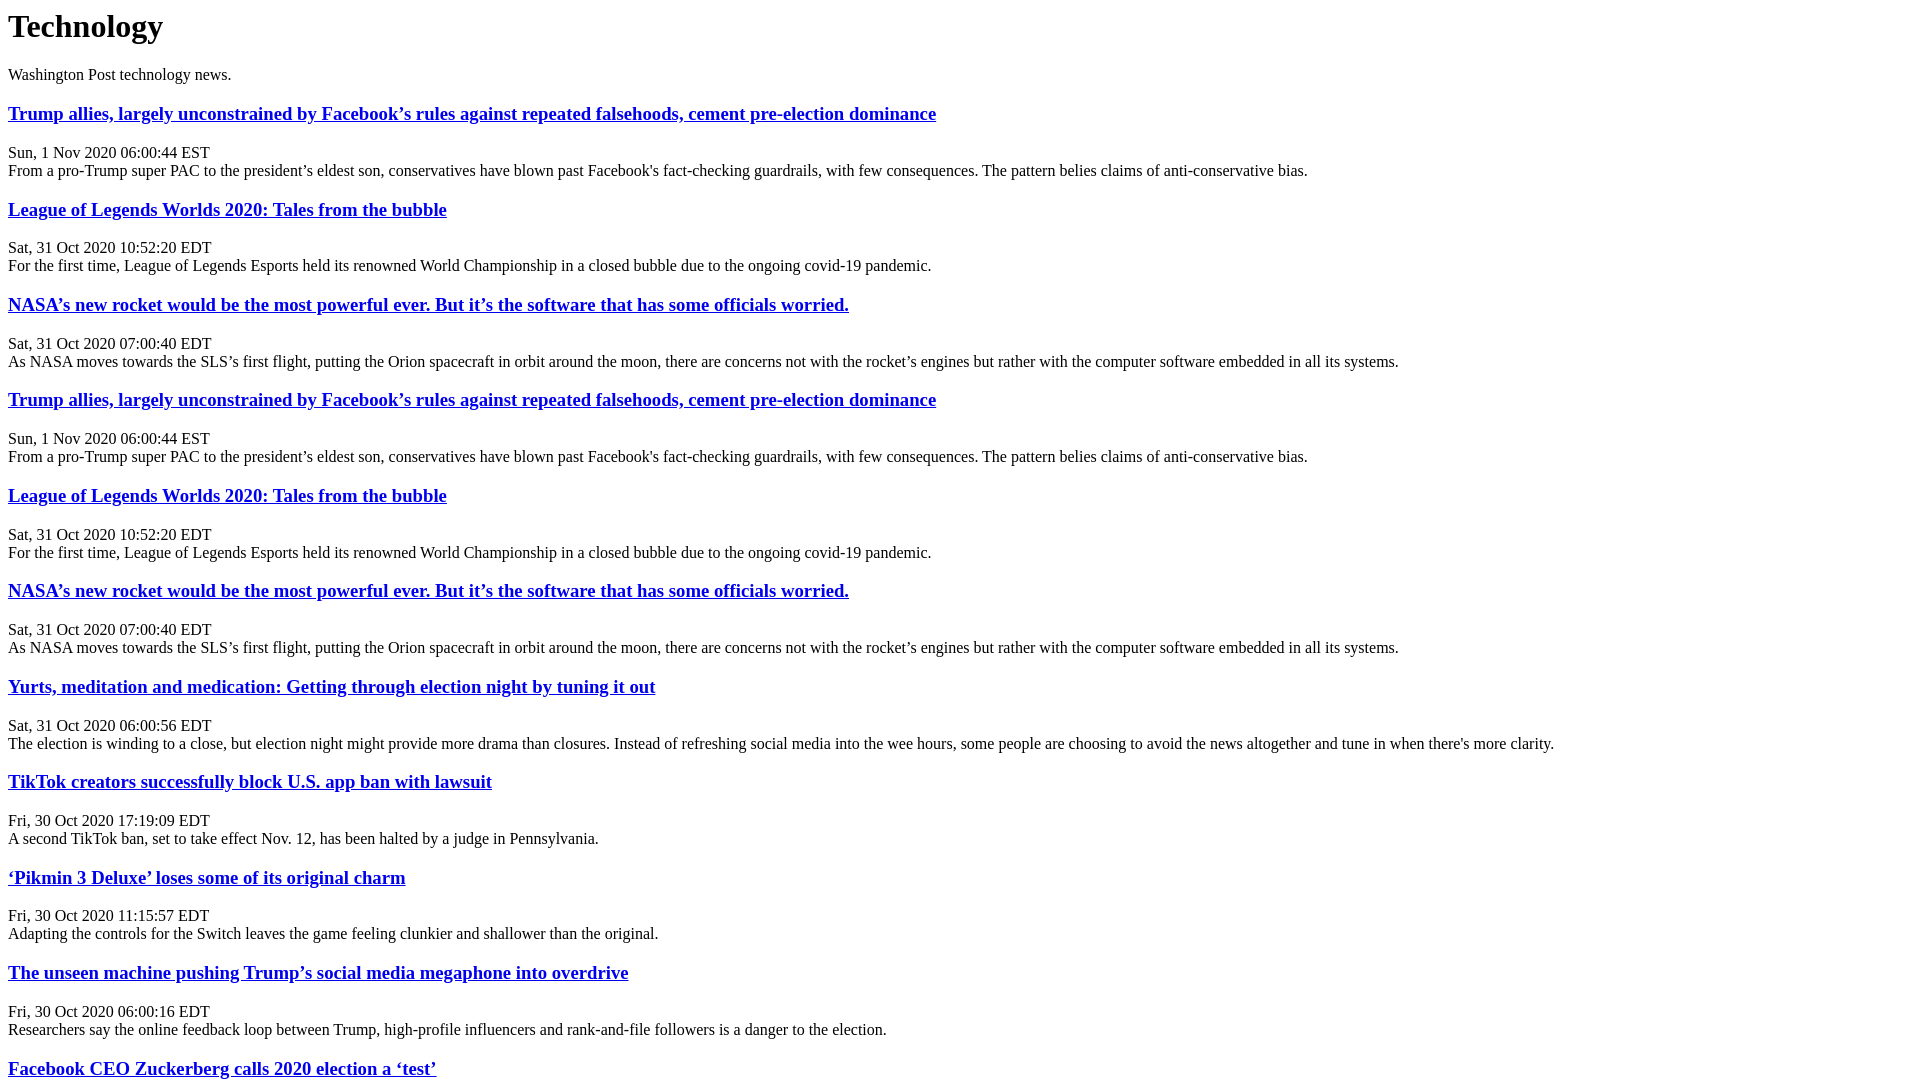 Technology
Washington Post technology news.
Trump allies, largely unconstrained by Facebook’s rules against repeated falsehoods, cement pre-election dominance
Sun, 1 Nov 2020 06:00:44 EST
From a pro-Trump super PAC to the president’s eldest son, conservatives have blown past Facebook's fact-checking guardrails, with few consequences. The pattern belies claims of anti-conservative bias.
League of Legends Worlds 2020: Tales from the bubble
Sat, 31 Oct 2020 10:52:20 EDT
For the first time, League of Legends Esports held its renowned World Championship in a closed bubble due to the ongoing covid-19 pandemic.
NASA’s new rocket would be the most powerful ever. But it’s the software that has some officials worried.
Sat, 31 Oct 2020 07:00:40 EDT
As NASA moves towards the SLS’s first flight, putting the Orion spacecraft in orbit around the moon, there are concerns not with the rocket’s engines but rather with the computer software embedded in all its systems.
Trump allies, largely unconstrained by Facebook’s rules against repeated falsehoods, cement pre-election dominance
Sun, 1 Nov 2020 06:00:44 EST
From a pro-Trump super PAC to the president’s eldest son, conservatives have blown past Facebook's fact-checking guardrails, with few consequences. The pattern belies claims of anti-conservative bias.
League of Legends Worlds 2020: Tales from the bubble
Sat, 31 Oct 2020 10:52:20 EDT
For the first time, League of Legends Esports held its renowned World Championship in a closed bubble due to the ongoing covid-19 pandemic.
NASA’s new rocket would be the most powerful ever. But it’s the software that has some officials worried.
Sat, 31 Oct 2020 07:00:40 EDT
As NASA moves towards the SLS’s first flight, putting the Orion spacecraft in orbit around the moon, there are concerns not with the rocket’s engines but rather with the computer software embedded in all its systems.
Yurts, meditation and medication: Getting through election night by tuning it out
Sat, 31 Oct 2020 06:00:56 EDT
The election is winding to a close, but election night might provide more drama than closures. Instead of refreshing social media into the wee hours, some people are choosing to avoid the news altogether and tune in when there's more clarity.
TikTok creators successfully block U.S. app ban with lawsuit
Fri, 30 Oct 2020 17:19:09 EDT
A second TikTok ban, set to take effect Nov. 12, has been halted by a judge in Pennsylvania.
‘Pikmin 3 Deluxe’ loses some of its original charm
Fri, 30 Oct 2020 11:15:57 EDT
Adapting the controls for the Switch leaves the game feeling clunkier and shallower than the original.
The unseen machine pushing Trump’s social media megaphone into overdrive
Fri, 30 Oct 2020 06:00:16 EDT
Researchers say the online feedback loop between Trump, high-profile influencers and rank-and-file followers is a danger to the election.
Facebook CEO Zuckerberg calls 2020 election a ‘test’